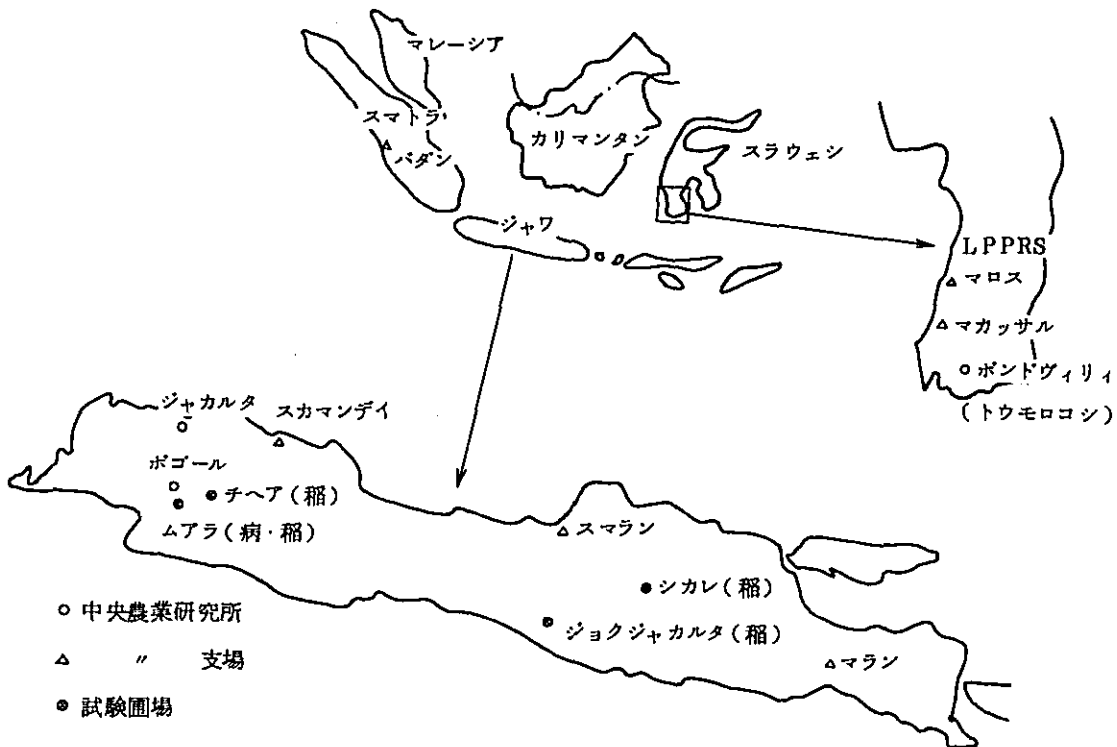 マレーシア
スマトラ
パダン
カリマンタン
スラウェシ
ジャワ
LPPRS
マロス
マカッサル
ボンドヴィリィ
(トウモロコシ)
ジャカルタ
スカマンデイ
ボゴール
チヘア(稲)
ムアラ(病・稲)
スマラン
シカレ(稲)
ジョクジャカルタ(稲)
マラン
○ 中央農業研究所
△ 〃 支場
◉ 試験圃場